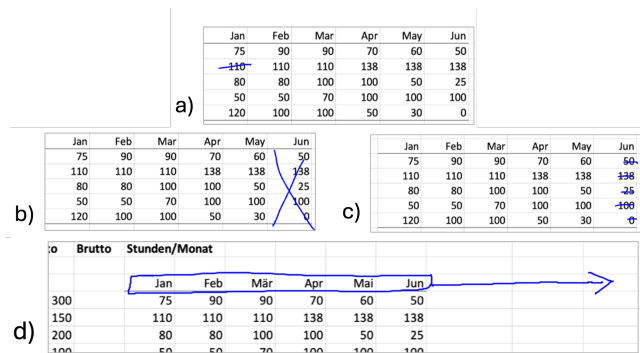 Jan Feb Mar Apr May Jun
75 90 90 70 60 50
110 110 110 138 138 138
80 80 100 100 50 25
50 50 70 100 100 100
120 100 100 50 30 0
a)
Jan Feb Mar Apr May Jun
75 90 90 70 60 50
110 110 110 138 138 138
80 80 100 100 50 25
50 50 70 100 100 100
120 100 100 50 30 0
b)
Jan Feb Mar Apr May Jun
75 90 90 70 60 50
110 110 110 138 138 138
80 80 100 100 50 25
50 50 70 100 100 100
120 100 100 50 30 0
c)
:o Brutto Stunden/Monat
Jan Feb Mär Apr Mai Jun
300 75 90 90 70 60 50
150 110 110 110 138 138 138
200 80 80 100 100 50 25
100 50 50 70 100 100 100
d)